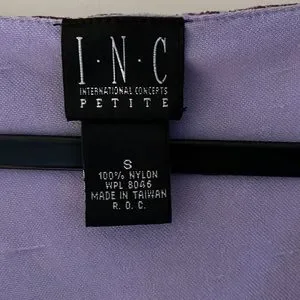 I·N·C
INTERNATIONAL CONCEPTS
PETITE
S
100% NYLON
WPL 8046
MADE IN TAIWAN
R. O. C.